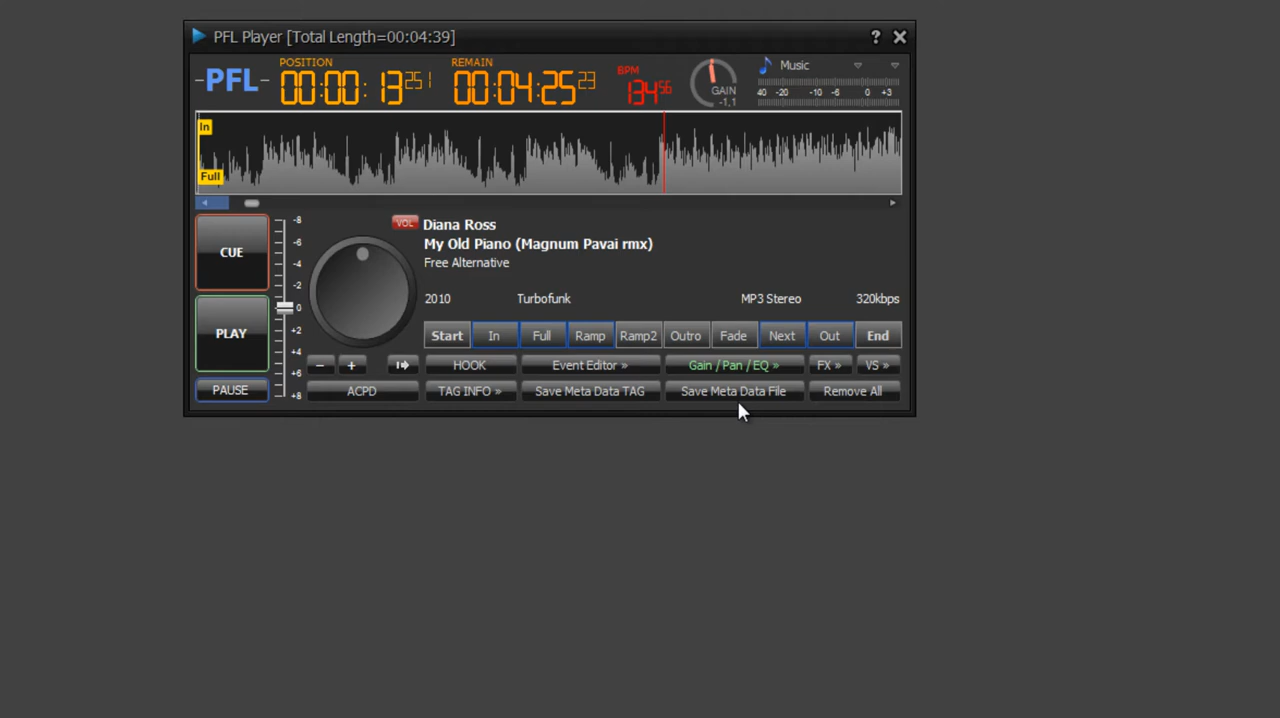 PFL Player [Total Length=00:04:39]
? 
-PFL-
POSITION
00:00:13 251
REMAIN
00:04:25 23
BPM
134 56
GAIN
-1,1
Music
40 -20 -10 -6 0 +3
In
Full
CUE
PLAY
PAUSE
-8
-6
-4
-2
0
+2
+4
+6
+8
VOL
Diana Ross
My Old Piano (Magnum Pavai rmx)
Free Alternative
2010 Turbofunk MP3 Stereo 320kbps
Start In Full Ramp Ramp2 Outro Fade Next Out End
− + HOOK Event Editor » Gain / Pan / EQ » FX » VS »
ACPD TAG INFO » Save Meta Data TAG Save Meta Data File Remove All